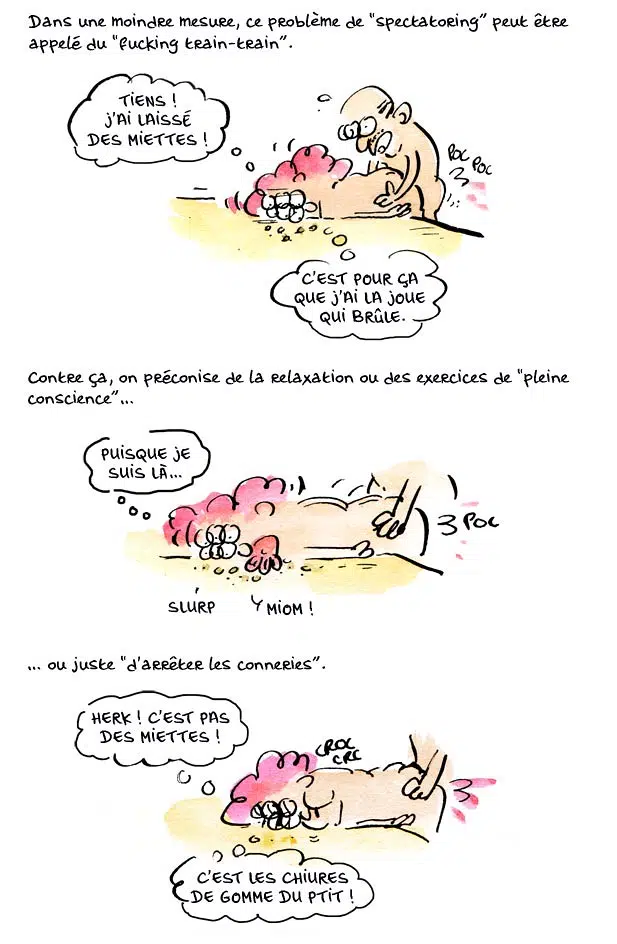 Dans une moindre mesure, ce problème de "spectatoring" peut être
appelé du "fucking train-train".
TIENS !
J'AI LAISSÉ
DES MIETTES !
POC
POC
C'EST POUR ÇA
QUE J'AI LA JOUE
QUI BRÛLE.
Contre ça, on préconise de la relaxation ou des exercices de "pleine
conscience"...
PUISQUE JE
SUIS LÀ...
POC
SLURP
MIOM !
... ou juste "d'arrêter les conneries".
HERK ! C'EST PAS
DES MIETTES !
CROC
CRC
C'EST LES CHIURES
DE GOMME DU PTIT !